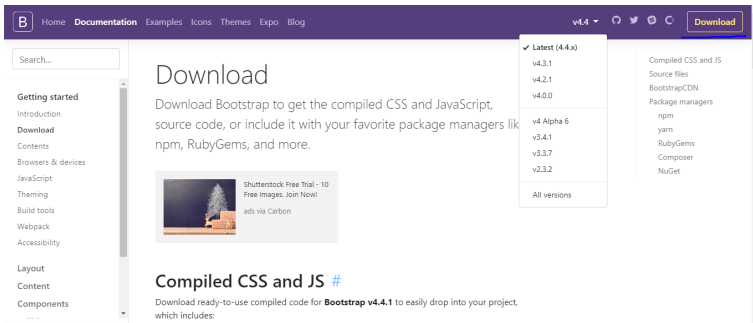 B Home Documentation Examples Icons Themes Expo Blog v4.4 Download
Search...
Getting started
Introduction
Download
Contents
Browsers & devices
JavaScript
Theming
Build tools
Webpack
Accessibility
Layout
Content
Components
Download
Download Bootstrap to get the compiled CSS and JavaScript,
source code, or include it with your favorite package managers lik
npm, RubyGems, and more.
Shutterstock Free Trial - 10
Free Images. Join Now!
ads via Carbon
Compiled CSS and JS #
Download ready-to-use compiled code for Bootstrap v4.4.1 to easily drop into your project,
which includes:
Latest (4.4.x)
v4.3.1
v4.2.1
v4.0.0
v4 Alpha 6
v3.4.1
v3.3.7
v2.3.2
All versions
Compiled CSS and JS
Source files
BootstrapCDN
Package managers
npm
yarn
RubyGems
Composer
NuGet